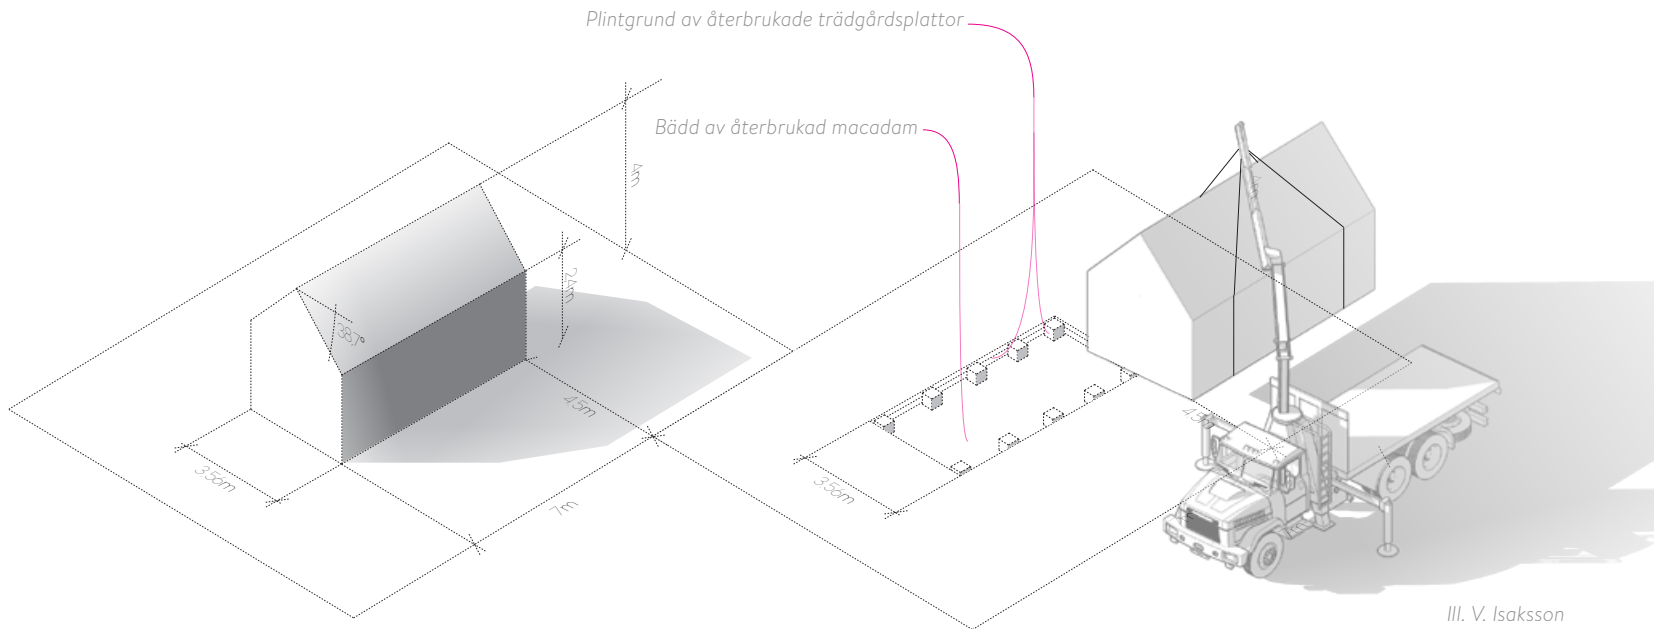 Plintgrund av återbrukade trädgårdsplattor
Bädd av återbrukad macadam
4m
2.4m
38,7°
4.5m
3.56m
7m
3.56m
Ill. V. Isaksson